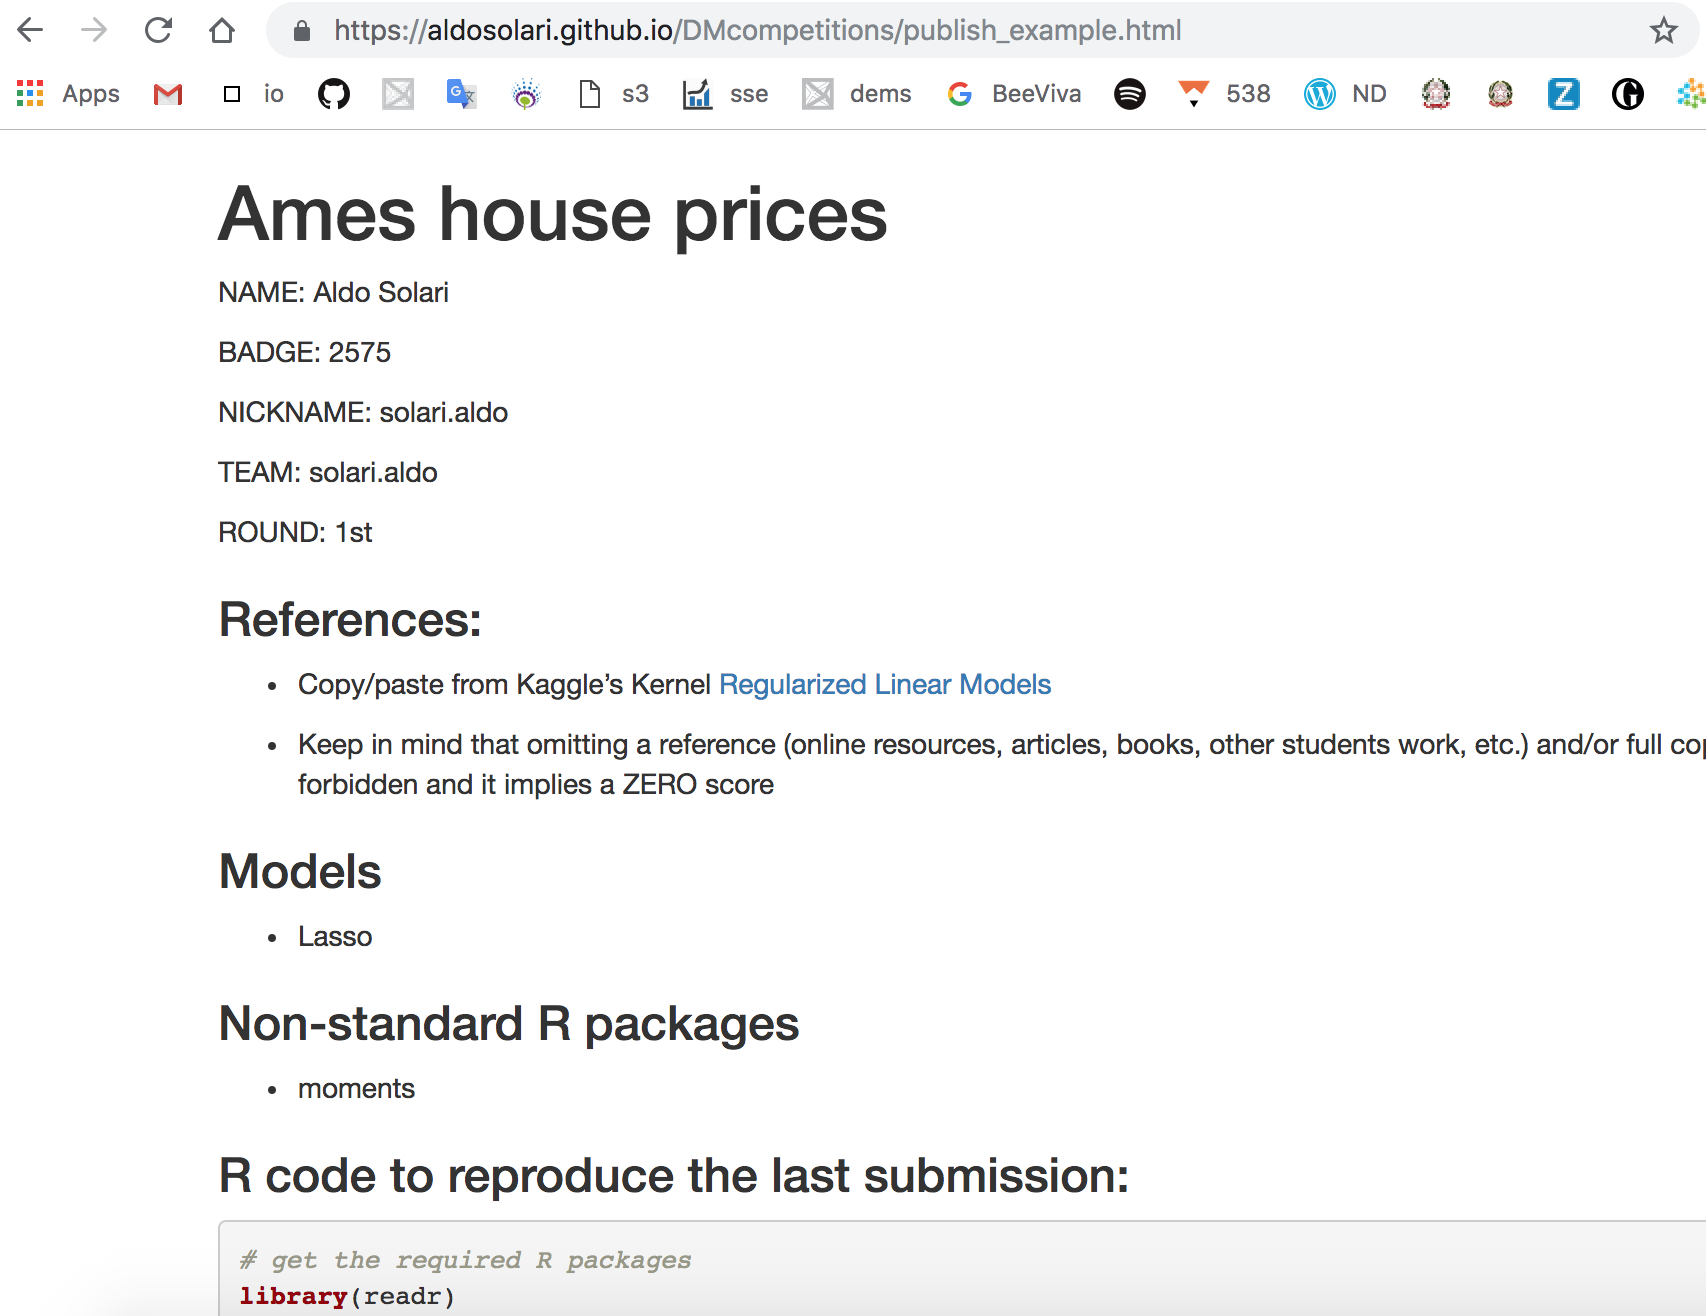 https://aldosolari.github.io/DMcompetitions/publish_example.html
Apps io s3 sse dems BeeViva 538 ND
Ames house prices
NAME: Aldo Solari
BADGE: 2575
NICKNAME: solari.aldo
TEAM: solari.aldo
ROUND: 1st
References:
• Copy/paste from Kaggle’s Kernel Regularized Linear Models
• Keep in mind that omitting a reference (online resources, articles, books, other students work, etc.) and/or full
forbidden and it implies a ZERO score
Models
• Lasso
Non-standard R packages
• moments
R code to reproduce the last submission:
# get the required R packages
library(readr)